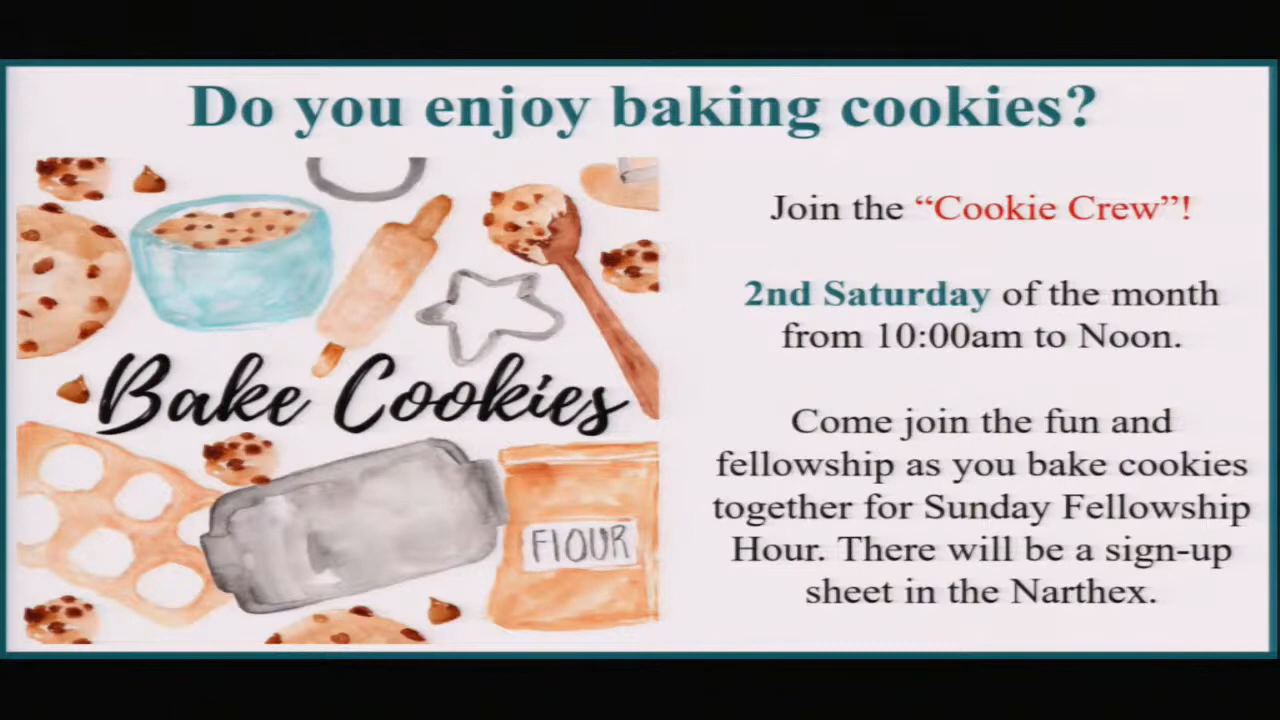 Do you enjoy baking cookies?
Join the “Cookie Crew”!
2nd Saturday of the month
from 10:00am to Noon.
Come join the fun and
fellowship as you bake cookies
together for Sunday Fellowship
Hour. There will be a sign-up
sheet in the Narthex.
Bake Cookies
FlOUR